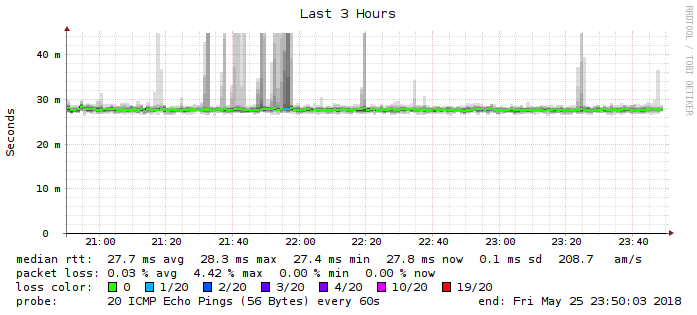 Last 3 Hours
RRDTOOL / TOBI OETIKER
Seconds
40 m
30 m
20 m
10 m
0
21:00 21:20 21:40 22:00 22:20 22:40 23:00 23:20 23:40
median rtt: 27.7 ms avg 28.3 ms max 27.4 ms min 27.8 ms now 0.1 ms sd 208.7 am/s
packet loss: 0.03 % avg 4.42 % max 0.00 % min 0.00 % now
loss color: 0 1/20 2/20 3/20 4/20 10/20 19/20
probe: 20 ICMP Echo Pings (56 Bytes) every 60s end: Fri May 25 23:50:03 2018